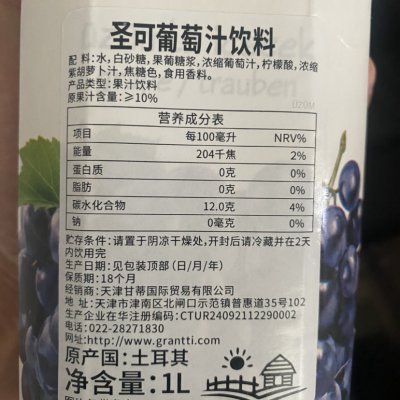 圣可葡萄汁饮料
配 料:水,白砂糖,果葡糖浆,浓缩葡萄汁,柠檬酸,浓缩
紫胡萝卜汁,焦糖色,食用香料。
产品类型:果汁饮料
原果汁含量:≥10%
trauben
营养成分表
项目 每100毫升 NRV%
能量 204千焦 2%
蛋白质 0克 0%
脂肪 0克 0%
碳水化合物 12.0克 4%
钠 0毫克 0%
贮存条件:请置于阴凉干燥处,开封后请冷藏并在2天
内饮用完
生产日期:见包装顶部(日/月/年)
保质期:18个月
经销商:天津甘蒂国际贸易有限公司
地 址:天津市津南区北闸口示范镇普惠道35号102
生产企业在华注册编码:CTUR24092112290002
电话:022-28271830
网址:http://www.grantti.com
原产国:土耳其
净含量:1L